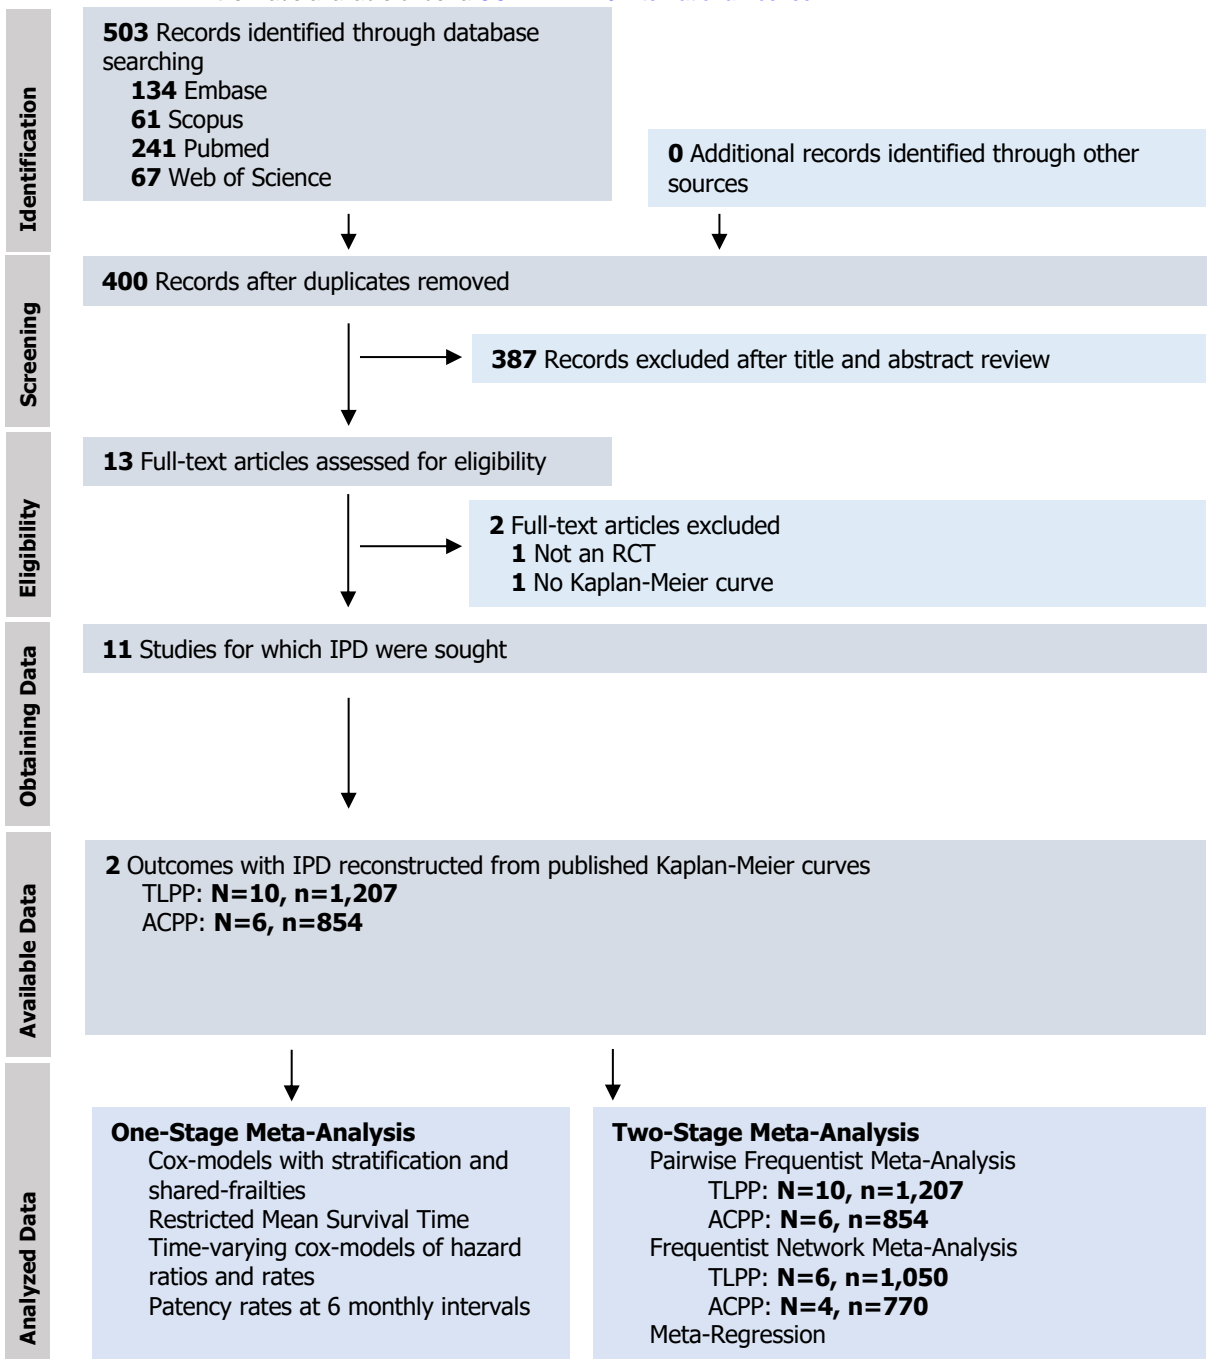 503 Records identified through database
searching
134 Embase
61 Scopus
241 Pubmed
67 Web of Science
0 Additional records identified through other
sources
Identification
400 Records after duplicates removed
387 Records excluded after title and abstract review
Screening
13 Full-text articles assessed for eligibility
2 Full-text articles excluded
1 Not an RCT
1 No Kaplan-Meier curve
Eligibility
11 Studies for which IPD were sought
Obtaining Data
2 Outcomes with IPD reconstructed from published Kaplan-Meier curves
TLPP: N=10, n=1,207
ACPP: N=6, n=854
Available Data
One-Stage Meta-Analysis
Cox-models with stratification and
shared-frailties
Restricted Mean Survival Time
Time-varying cox-models of hazard
ratios and rates
Patency rates at 6 monthly intervals
Two-Stage Meta-Analysis
Pairwise Frequentist Meta-Analysis
TLPP: N=10, n=1,207
ACPP: N=6, n=854
Frequentist Network Meta-Analysis
TLPP: N=6, n=1,050
ACPP: N=4, n=770
Meta-Regression
Analyzed Data